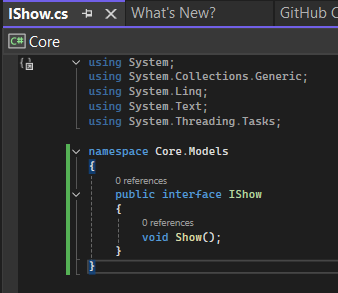 IShow.cs What's New? GitHub C
C# Core
using System;
using System.Collections.Generic;
using System.Linq;
using System.Text;
using System.Threading.Tasks;
namespace Core.Models
{
0 references
public interface IShow
{
0 references
void Show();
}
}